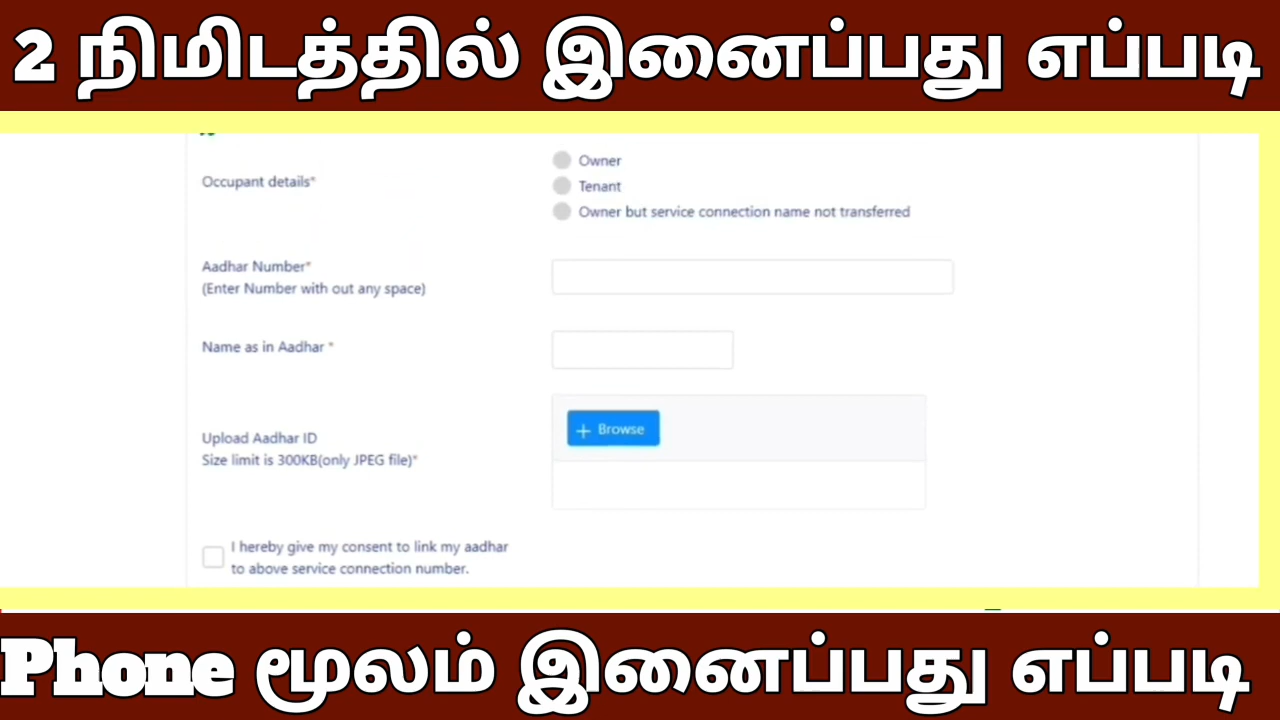 2 நிமிடத்தில் இனைப்பது எப்படி
Owner
Occupant details*
Tenant
Owner but service connection name not transferred
Aadhar Number*
(Enter Number with out any space)
Name as in Aadhar *
+ Browse
Upload Aadhar ID
Size limit is 300KB(only JPEG file)*
I hereby give my consent to link my aadhar
to above service connection number.
Phone மூலம் இனைப்பது எப்படி